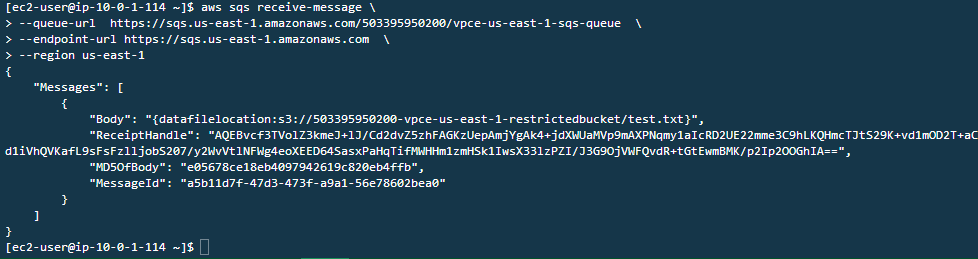 [ec2-user@ip-10-0-1-114 ~]$ aws sqs receive-message \
> --queue-url  https://sqs.us-east-1.amazonaws.com/503395950200/vpce-us-east-1-sqs-queue  \
> --endpoint-url https://sqs.us-east-1.amazonaws.com  \
> --region us-east-1
{
    "Messages": [
        {
            "Body": "{datafilelocation:s3://503395950200-vpce-us-east-1-restrictedbucket/test.txt}",
            "ReceiptHandle": "AQEBvcf3TVolZ3kmeJ+lJ/Cd2dvZ5zhFAGKzUepAmjYgAk4+jdXWUaMVp9mAXPNqmy1aIcRD2UE22mme3C9hLKQHmcTJtS29K+vd1mOD2T+aC
d1iVhQVKafL9sFsFzlljobS207/y2WvVtlNFWg4eoXEED64SasxPaHqTifMWHHm1zmHSk1IwsX33lzPZI/J3G9OjVWFQvdR+tGtEwmBMK/p2Ip2OOGhIA==",
            "MD5OfBody": "e05678ce18eb4097942619c820eb4ffb",
            "MessageId": "a5b11d7f-47d3-473f-a9a1-56e78602bea0"
        }
    ]
}
[ec2-user@ip-10-0-1-114 ~]$